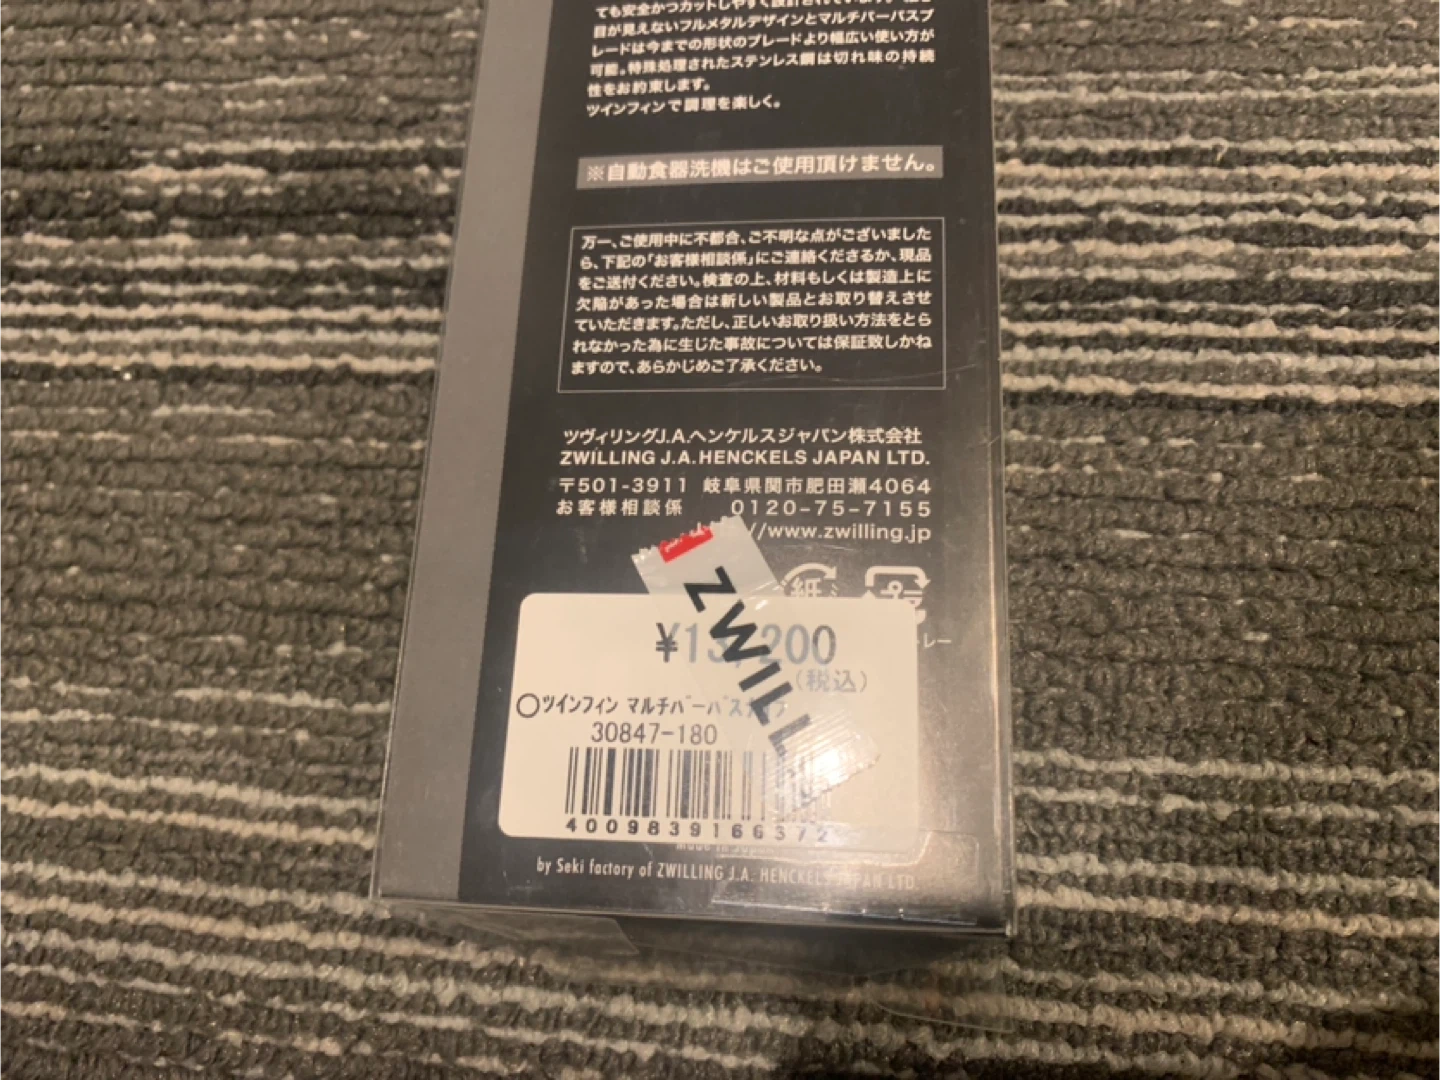 ても安全かつカットしやすく設計されています。
目が見えないフルメタルデザインとマルチパーパスブ
レードは今までの形状のブレードより幅広い使い方が
可能。特殊処理されたステンレス鋼は切れ味の持続
性をお約束します。
ツインフィンで調理を楽しく。
※自動食器洗機はご使用頂けません。
万一、ご使用中に不都合、ご不明な点がございました
ら、下記の「お客様相談係」にご連絡くださるか、現品
をご送付ください。検査の上、材料もしくは製造上に
欠陥があった場合は新しい製品とお取り替えさせ
ていただきます。ただし、正しいお取り扱い方法をとら
れなかった為に生じた事故については保証致しかね
ますので、あらかじめご了承ください。
ツヴィリングJ.A.ヘンケルスジャパン株式会社
ZWILLING J.A.HENCKELS JAPAN LTD.
〒501-3911 岐阜県関市肥田瀬4064
お客様相談係 0120-75-7155
//www.zwilling.jp
紙
ZWILL
(税込)
○ツインフィン マルチパーパス
30847-180
4009839166372
Made in Japan
by Seki factory of ZWILLING J.A. HENCKELS JAPAN LTD.